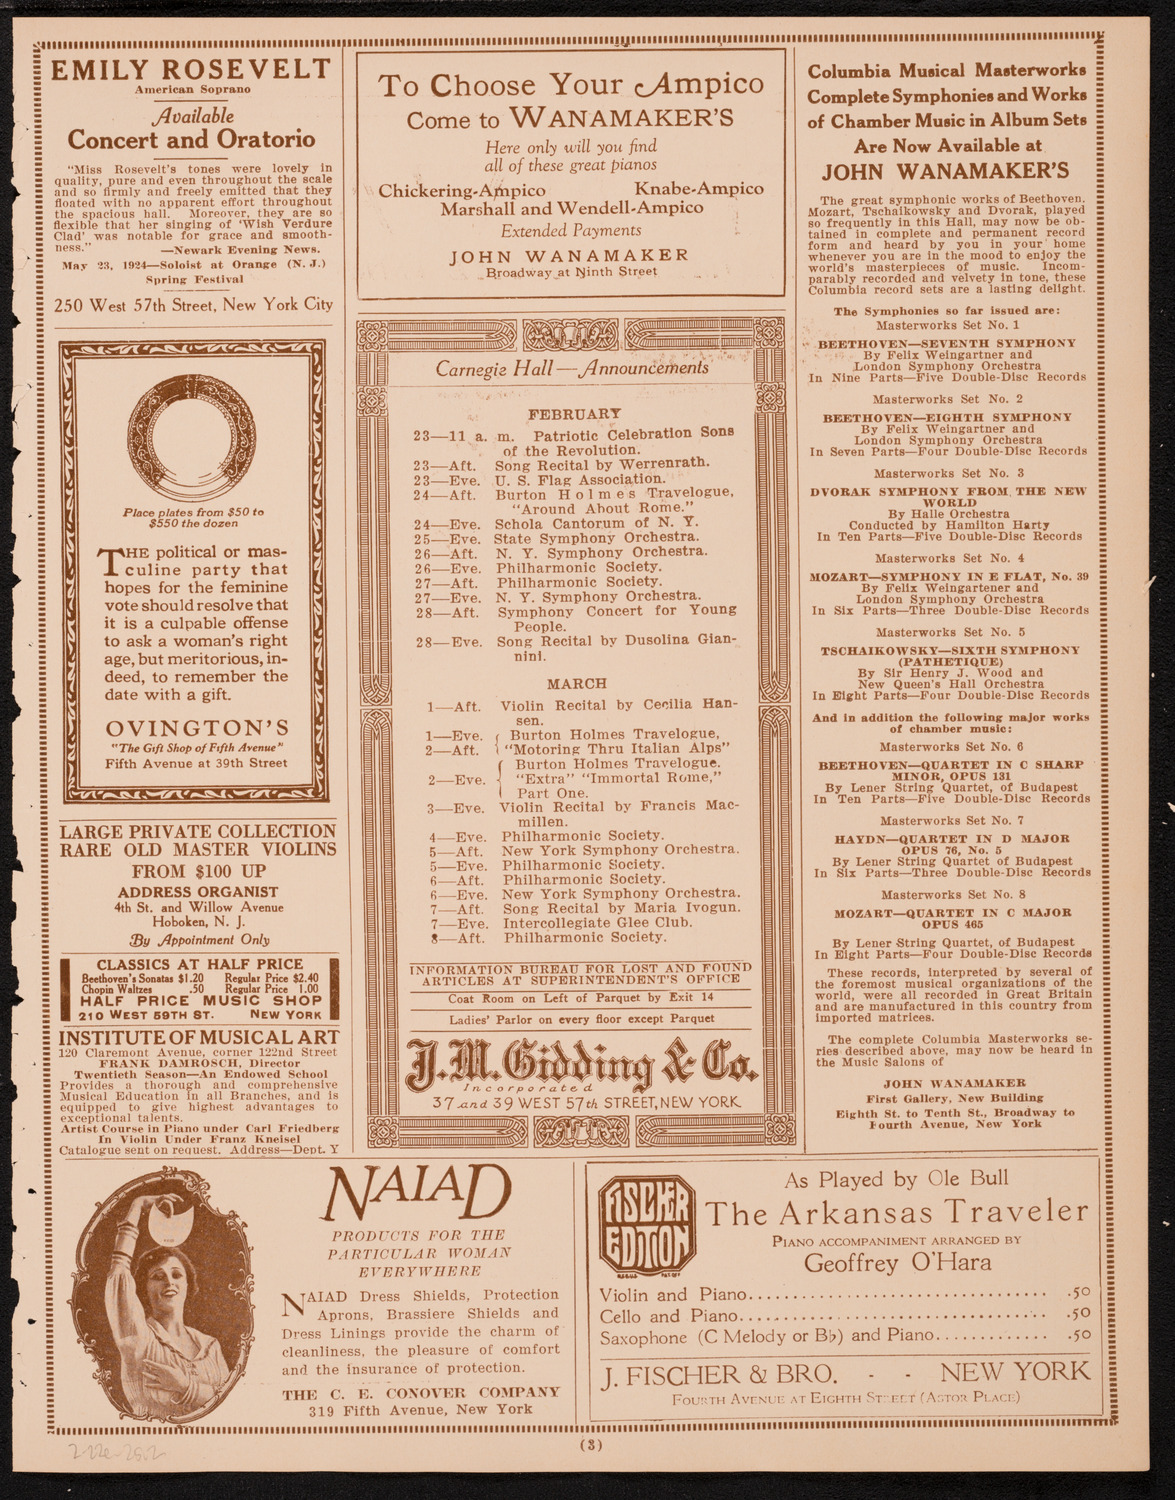 EMILY ROSEVELT
American Soprano
Available
Concert and Oratorio
"Miss Rosevelt's tones were lovely in
quality, pure and even throughout the scale
and so firmly and freely emitted that they
floated with no apparent effort throughout
the spacious hall. Moreover, they are so
flexible that her singing of 'Wish Verdure
Clad' was notable for grace and smooth-
ness." —Newark Evening News.
May 23, 1924—Soloist at Orange (N. J.)
Spring Festival
250 West 57th Street, New York City
Place plates from $50 to
$550 the dozen
THE political or mas-
culine party that
hopes for the feminine
vote should resolve that
it is a culpable offense
to ask a woman's right
age, but meritorious, in-
deed, to remember the
date with a gift.
OVINGTON'S
"The Gift Shop of Fifth Avenue"
Fifth Avenue at 39th Street
LARGE PRIVATE COLLECTION
RARE OLD MASTER VIOLINS
FROM $100 UP
ADDRESS ORGANIST
4th St. and Willow Avenue
Hoboken, N. J.
By Appointment Only
CLASSICS AT HALF PRICE
Beethoven's Sonatas $1.20 Regular Price $2.40
Chopin Waltzes .50 Regular Price 1.00
HALF PRICE MUSIC SHOP
210 WEST 59TH ST. NEW YORK
INSTITUTE OF MUSICAL ART
120 Claremont Avenue, corner 122nd Street
FRANK DAMROSCH, Director
Twentieth Season—An Endowed School
Provides a thorough and comprehensive
Musical Education in all Branches, and is
equipped to give highest advantages to
exceptional talents.
Artist Course in Piano under Carl Friedberg
In Violin Under Franz Kneisel
Catalogue sent on request. Address—Dept. Y
To Choose Your Ampico
Come to WANAMAKER'S
Here only will you find
all of these great pianos
Chickering-Ampico Knabe-Ampico
Marshall and Wendell-Ampico
Extended Payments
JOHN WANAMAKER
Broadway at Ninth Street
Carnegie Hall—Announcements
FEBRUARY
23—11 a. m. Patriotic Celebration Sons
of the Revolution.
23—Aft. Song Recital by Werrenrath.
23—Eve. U. S. Flag Association.
24—Aft. Burton Holmes Travelogue,
"Around About Rome."
24—Eve. Schola Cantorum of N. Y.
25—Eve. State Symphony Orchestra.
26—Aft. N. Y. Symphony Orchestra.
26—Eve. Philharmonic Society.
27—Aft. Philharmonic Society.
27—Eve. N. Y. Symphony Orchestra.
28—Aft. Symphony Concert for Young
People.
28—Eve. Song Recital by Dusolina Gian-
nini.
MARCH
1—Aft. Violin Recital by Cecilia Han-
sen.
1—Eve. { Burton Holmes Travelogue,
2—Aft. { "Motoring Thru Italian Alps"
{ Burton Holmes Travelogue.
2—Eve. { "Extra" "Immortal Rome,"
{ Part One.
3—Eve. Violin Recital by Francis Mac-
millen.
4—Eve. Philharmonic Society.
5—Aft. New York Symphony Orchestra.
5—Eve. Philharmonic Society.
6—Aft. Philharmonic Society.
6—Eve. New York Symphony Orchestra.
7—Aft. Song Recital by Maria Ivogun.
7—Eve. Intercollegiate Glee Club.
8—Aft. Philharmonic Society.
INFORMATION BUREAU FOR LOST AND FOUND
ARTICLES AT SUPERINTENDENT'S OFFICE
Coat Room on Left of Parquet by Exit 14
Ladies' Parlor on every floor except Parquet
J. M. Gidding & Co.
Incorporated
37 and 39 WEST 57th STREET, NEW YORK
Columbia Musical Masterworks
Complete Symphonies and Works
of Chamber Music in Album Sets
Are Now Available at
JOHN WANAMAKER'S
The great symphonic works of Beethoven.
Mozart, Tschaikowsky and Dvorak, played
so frequently in this Hall, may now be ob-
tained in complete and permanent record
form and heard by you in your home
whenever you are in the mood to enjoy the
world's masterpieces of music. Incom-
parably recorded and velvety in tone, these
Columbia record sets are a lasting delight.
The Symphonies so far issued are:
Masterworks Set No. 1
BEETHOVEN—SEVENTH SYMPHONY
By Felix Weingartner and
London Symphony Orchestra
In Nine Parts—Five Double-Disc Records
Masterworks Set No. 2
BEETHOVEN—EIGHTH SYMPHONY
By Felix Weingartner and
London Symphony Orchestra
In Seven Parts—Four Double-Disc Records
Masterworks Set No. 3
DVORAK SYMPHONY FROM THE NEW
WORLD
By Halle Orchestra
Conducted by Hamilton Harty
In Ten Parts—Five Double-Disc Records
Masterworks Set No. 4
MOZART—SYMPHONY IN E FLAT, No. 39
By Felix Weingartener and
London Symphony Orchestra
In Six Parts—Three Double-Disc Records
Masterworks Set No. 5
TSCHAIKOWSKY—SIXTH SYMPHONY
(PATHETIQUE)
By Sir Henry J. Wood and
New Queen's Hall Orchestra
In Eight Parts—Four Double-Disc Records
And in addition the following major works
of chamber music:
Masterworks Set No. 6
BEETHOVEN—QUARTET IN C SHARP
MINOR, OPUS 131
By Lener String Quartet, of Budapest
In Ten Parts—Five Double-Disc Records
Masterworks Set No. 7
HAYDN—QUARTET IN D MAJOR
OPUS 76, No. 5
By Lener String Quartet of Budapest
In Six Parts—Three Double-Disc Records
Masterworks Set No. 8
MOZART—QUARTET IN C MAJOR
OPUS 465
By Lener String Quartet, of Budapest
In Eight Parts—Four Double-Disc Records
These records, interpreted by several of
the foremost musical organizations of the
world, were all recorded in Great Britain
and are manufactured in this country from
imported matrices.
The complete Columbia Masterworks se-
ries described above, may now be heard in
the Music Salons of
JOHN WANAMAKER
First Gallery, New Building
Eighth St. to Tenth St., Broadway to
Fourth Avenue, New York
NAIAD
PRODUCTS FOR THE
PARTICULAR WOMAN
EVERYWHERE
NAIAD Dress Shields, Protection
Aprons, Brassiere Shields and
Dress Linings provide the charm of
cleanliness, the pleasure of comfort
and the insurance of protection.
THE C. E. CONOVER COMPANY
319 Fifth Avenue, New York
FISCHER
EDITION
As Played by Ole Bull
The Arkansas Traveler
PIANO ACCOMPANIMENT ARRANGED BY
Geoffrey O'Hara
Violin and Piano.................................. .50
Cello and Piano................................... .50
Saxophone (C Melody or B♭) and Piano............. .50
J. FISCHER & BRO. - - NEW YORK
FOURTH AVENUE AT EIGHTH STREET (ASTOR PLACE)
(3)
2-22e-25:2